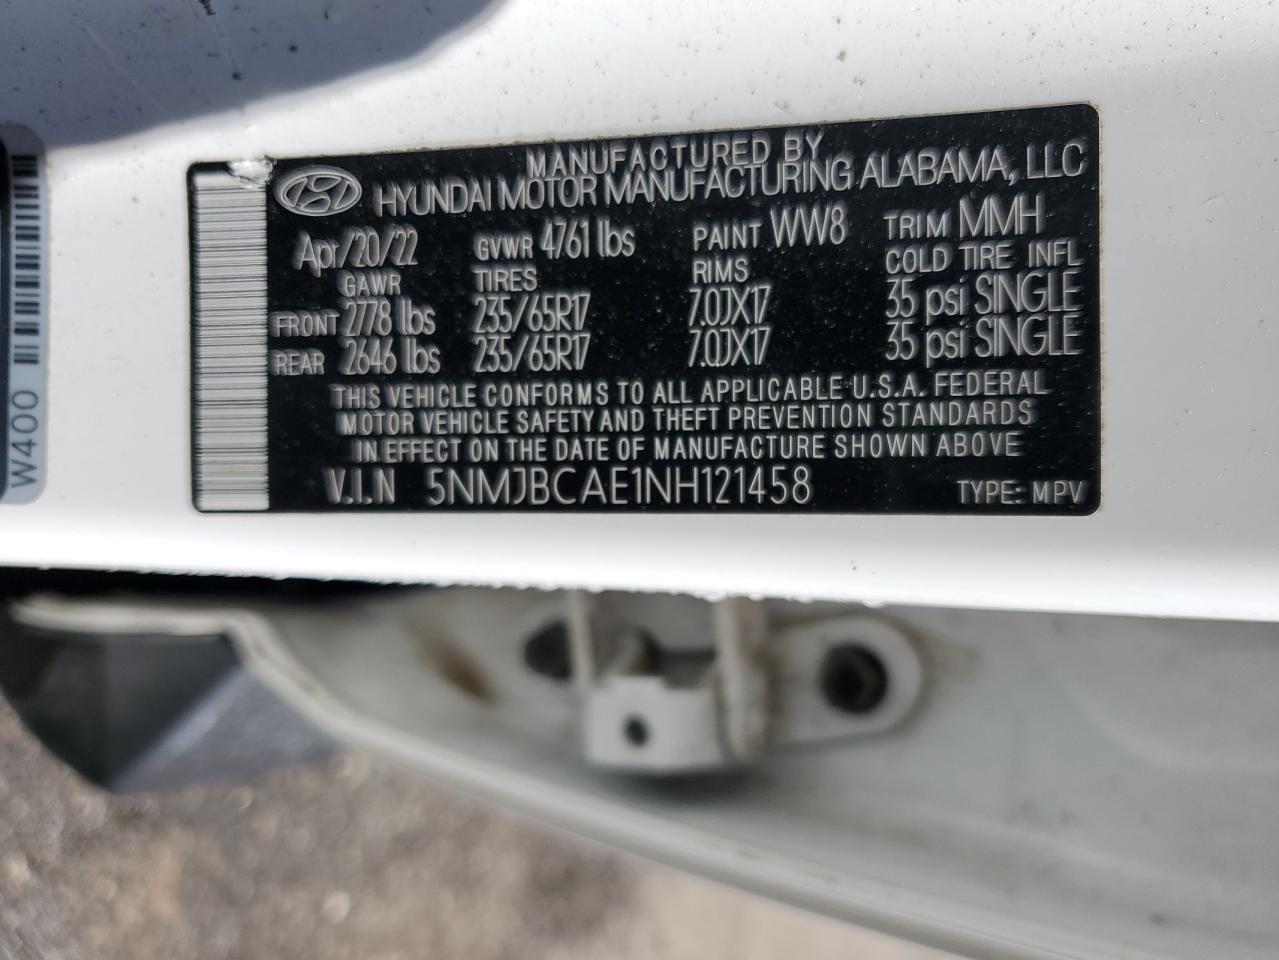 MANUFACTURED BY
HYUNDAI MOTOR MANUFACTURING ALABAMA, LLC
Apr/20/22 GVWR 4761 lbs PAINT WW8 TRIM MMH
GAWR TIRES RIMS COLD TIRE INFL
FRONT 2778 lbs 235/65R17 7.0JX17 35 psi SINGLE
REAR 2646 lbs 235/65R17 7.0JX17 35 psi SINGLE
THIS VEHICLE CONFORMS TO ALL APPLICABLE U.S.A. FEDERAL
MOTOR VEHICLE SAFETY AND THEFT PREVENTION STANDARDS
IN EFFECT ON THE DATE OF MANUFACTURE SHOWN ABOVE
V.I.N 5NMJBCAE1NH121458 TYPE: MPV
W400